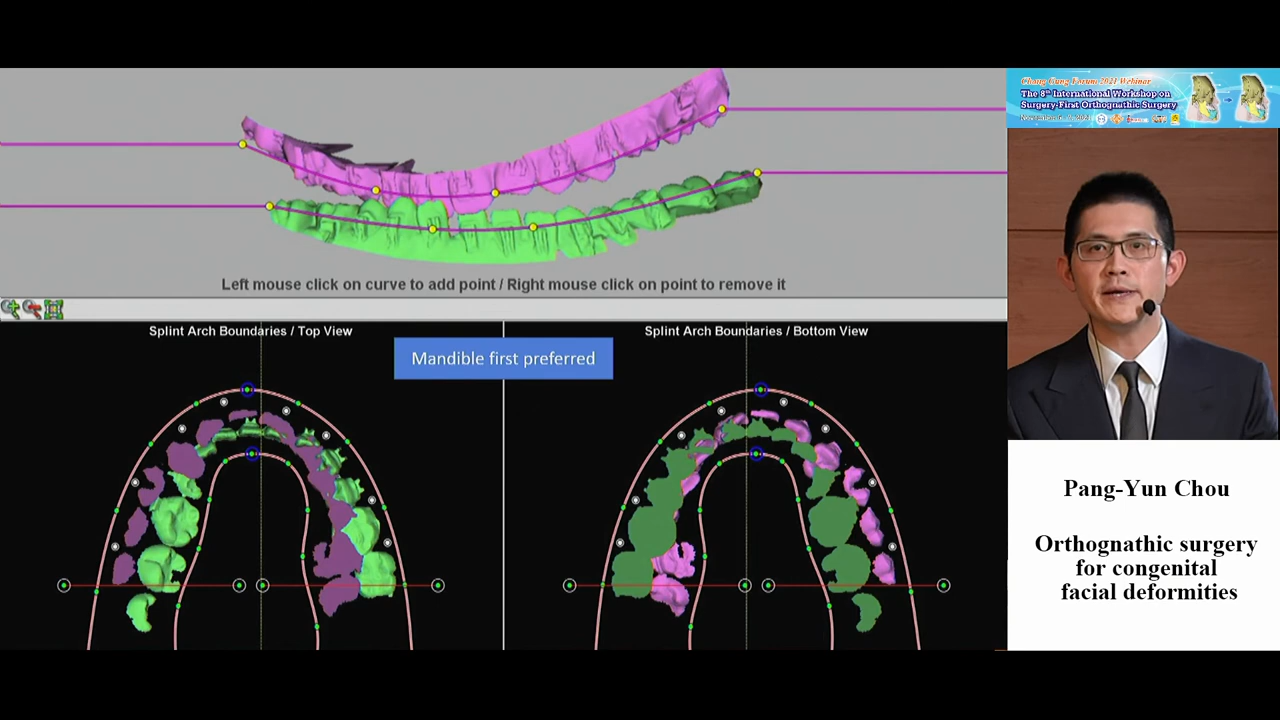 Left mouse click on curve to add point / Right mouse click on point to remove it
Splint Arch Boundaries / Top View
Splint Arch Boundaries / Bottom View
Mandible first preferred
Chang Gung Forum 2021 Webinar
The 8th International Workshop on
Surgery-First Orthognathic Surgery
Pang-Yun Chou
Orthognathic surgery
for congenital
facial deformities